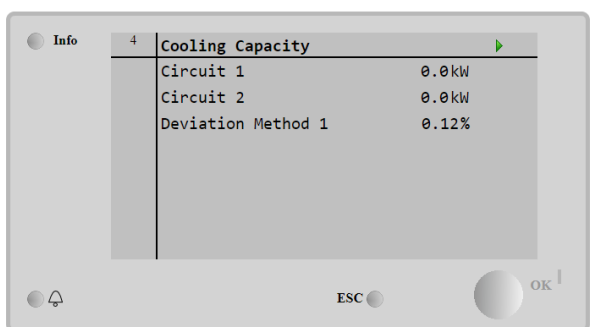 Info
4 Cooling Capacity
Circuit 1 0.0kW
Circuit 2 0.0kW
Deviation Method 1 0.12%
ESC
OK